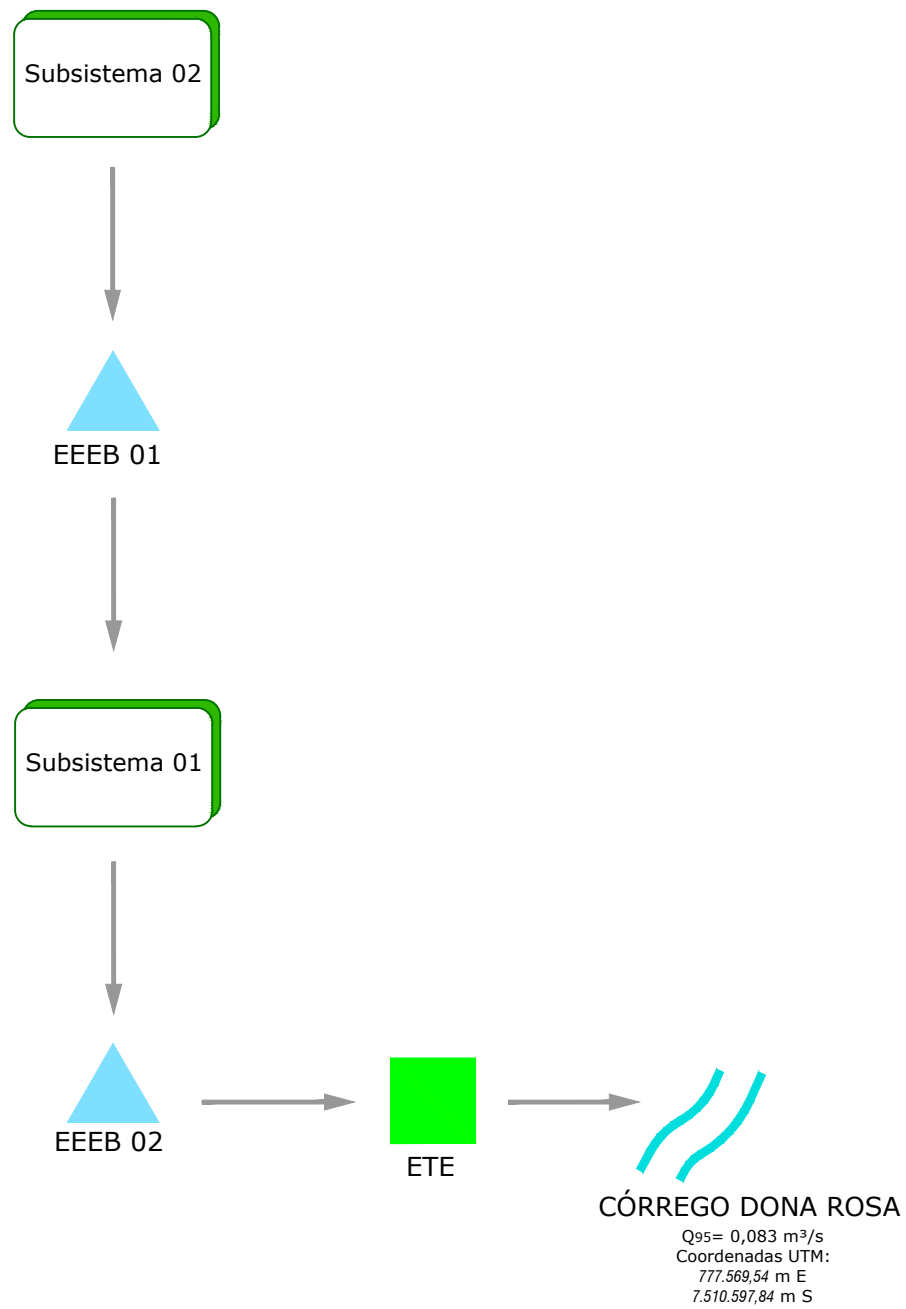 Subsistema 02
EEEB 01
Subsistema 01
EEEB 02
ETE
CÓRREGO DONA ROSA
Q95= 0,083 m³/s
Coordenadas UTM:
777.569,54 m E
7.510.597,84 m S